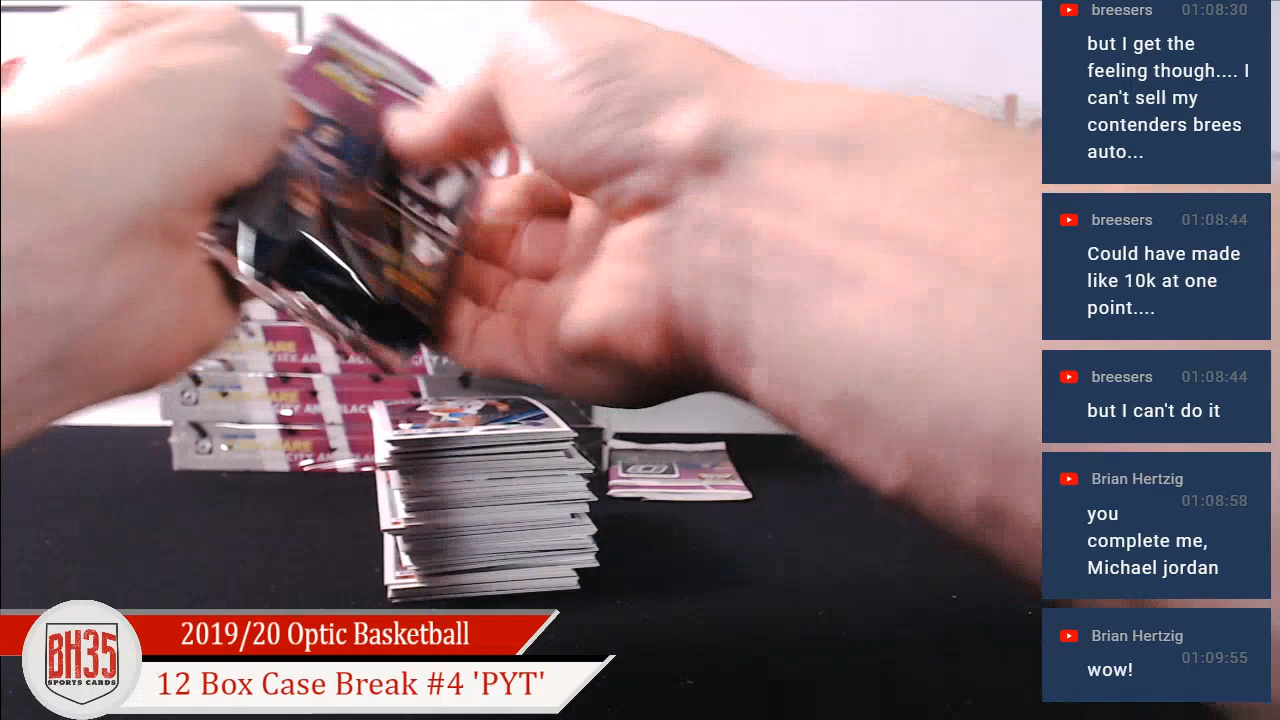 breesers 01:08:30
but I get the
feeling though.... I
can't sell my
contenders brees
auto...
breesers 01:08:44
Could have made
like 10k at one
point....
breesers 01:08:44
but I can't do it
Brian Hertzig
01:08:58
you
complete me,
Michael jordan
Brian Hertzig
01:09:55
wow!
2019/20 Optic Basketball
BH35
SPORTS CARDS
12 Box Case Break #4 'PYT'